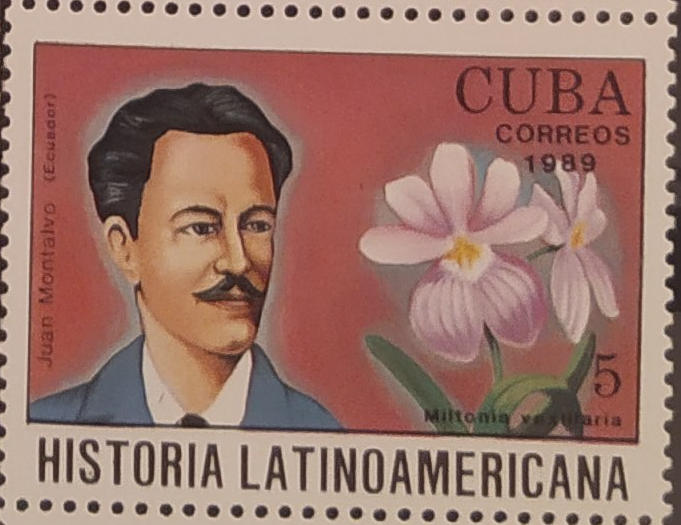 CUBA
CORREOS
1989
Juan Montalvo (Ecuador)
5
Miltonia vexillaria
HISTORIA LATINOAMERICANA